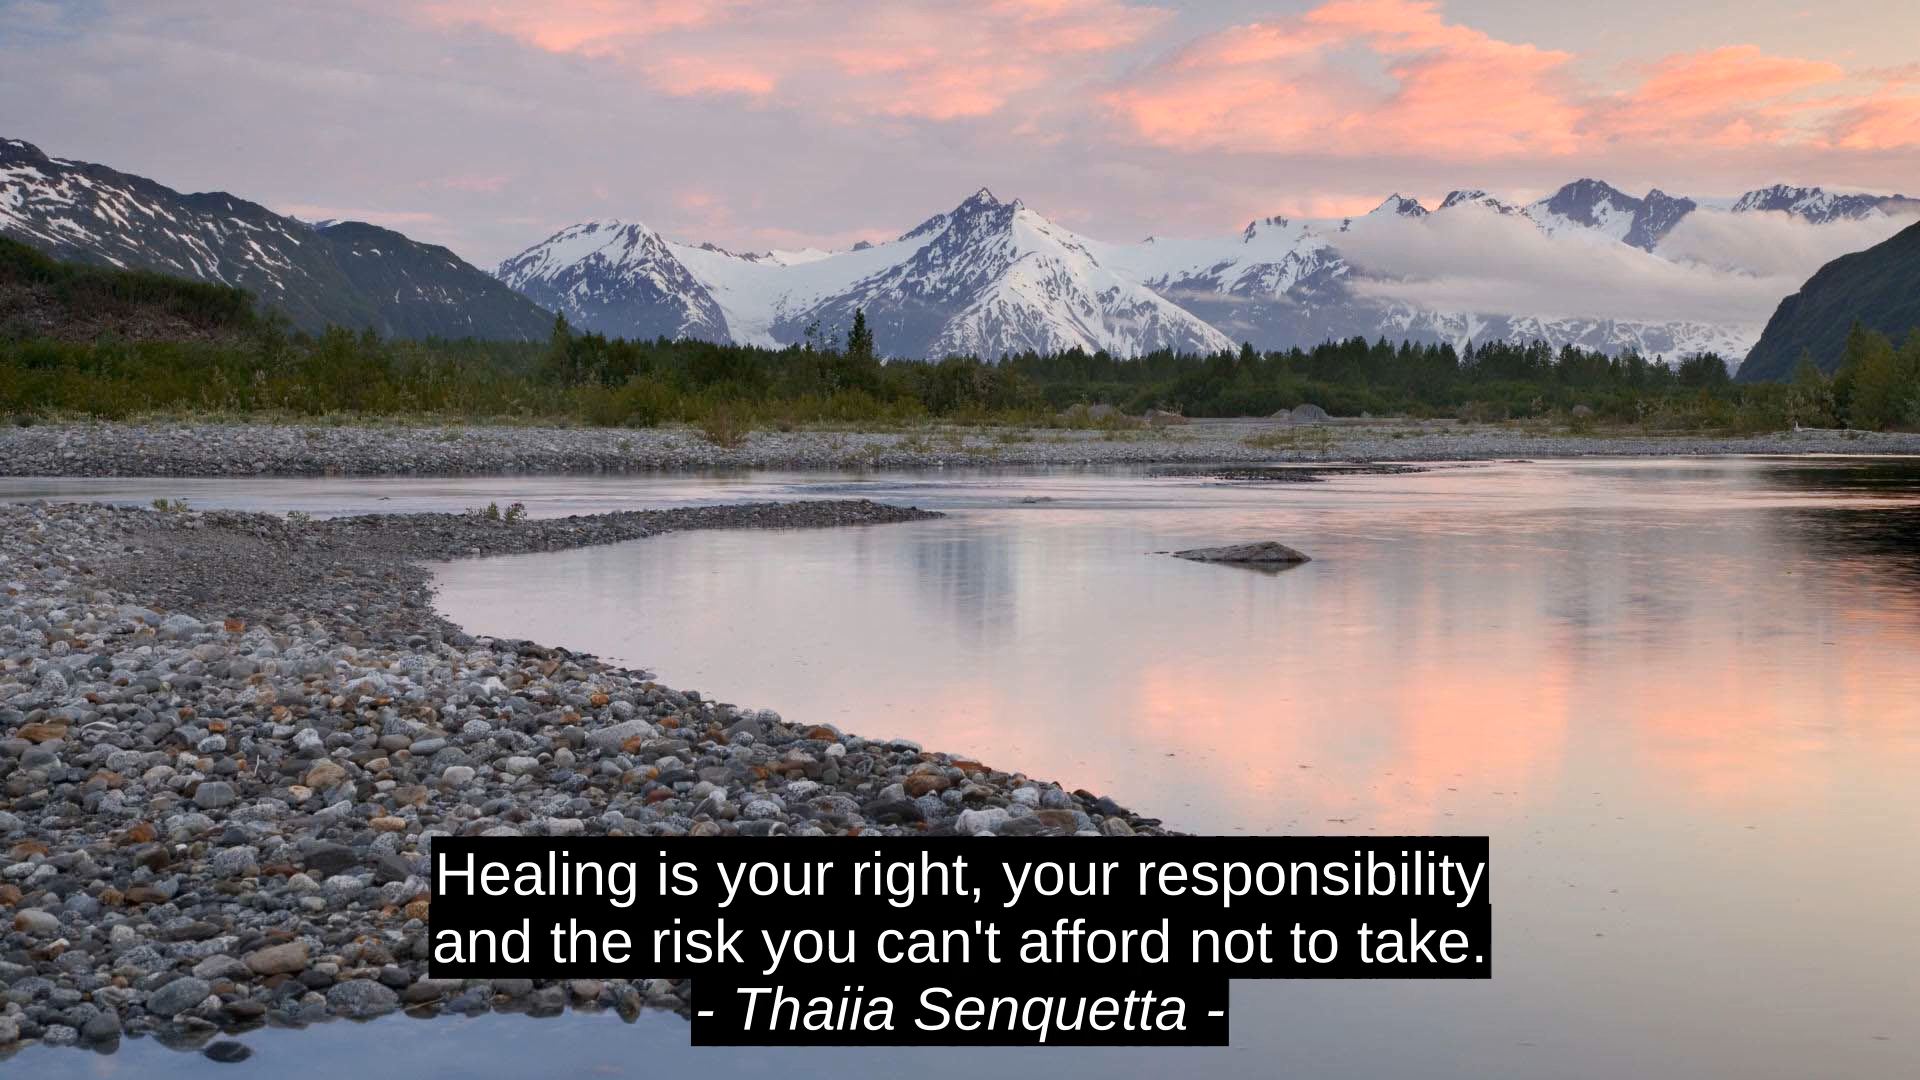 Healing is your right, your responsibility
and the risk you can't afford not to take.
- Thaiia Senquetta -